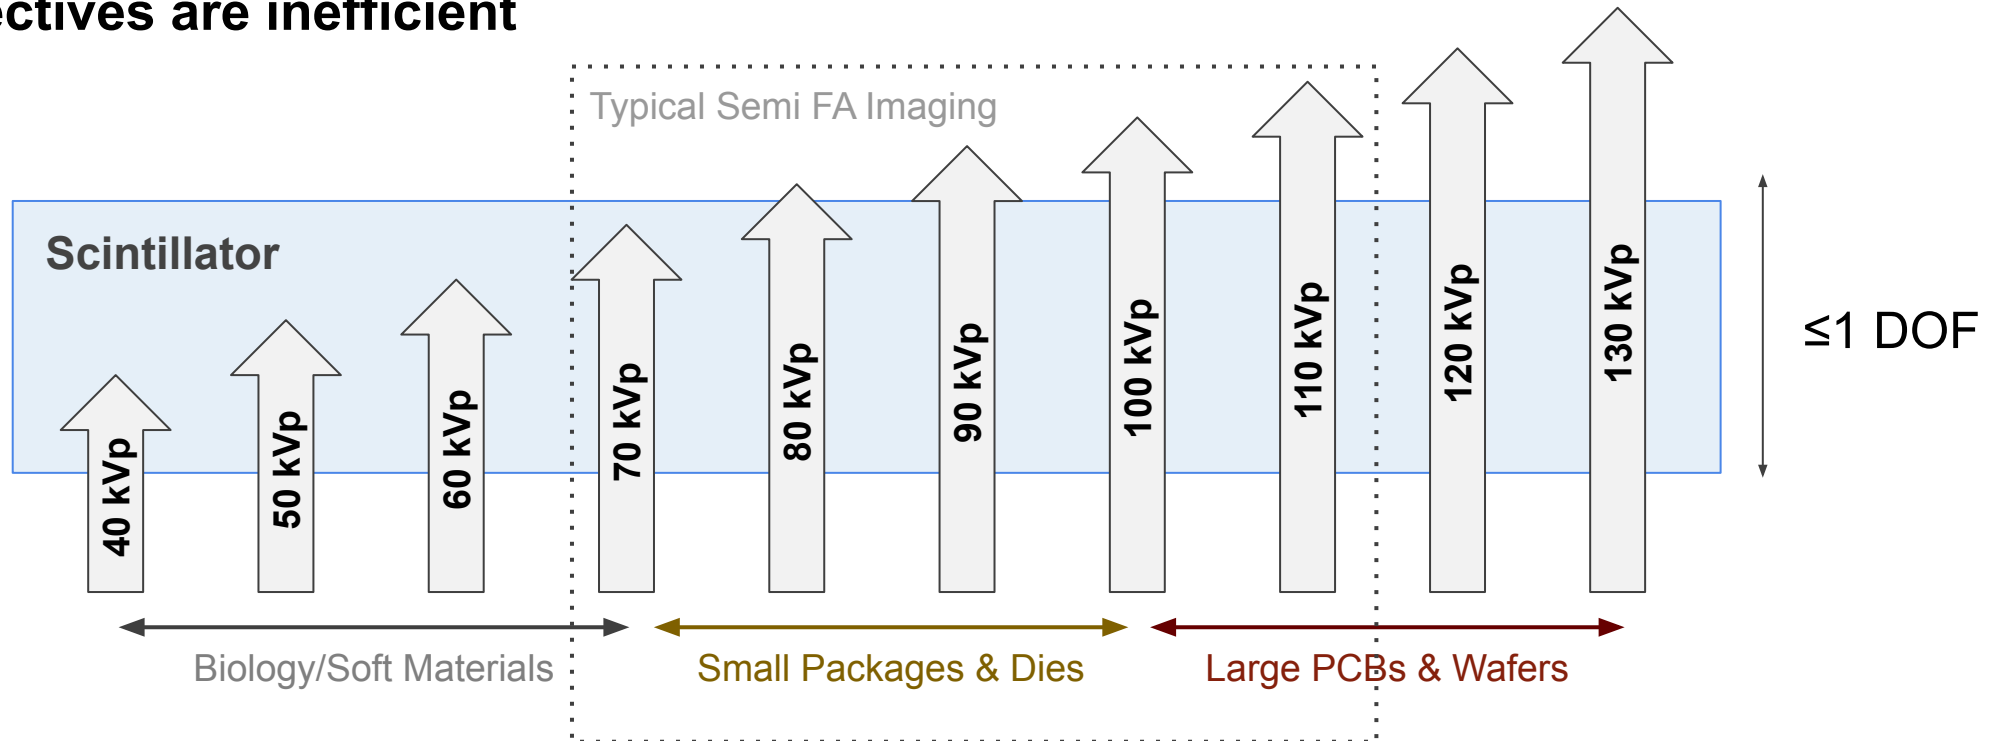 ectives are inefficient
Typical Semi FA Imaging
Scintillator
40 kVp
50 kVp
60 kVp
70 kVp
80 kVp
90 kVp
100 kVp
110 kVp
120 kVp
130 kVp
≤1 DOF
Biology/Soft Materials
Small Packages & Dies
Large PCBs & Wafers